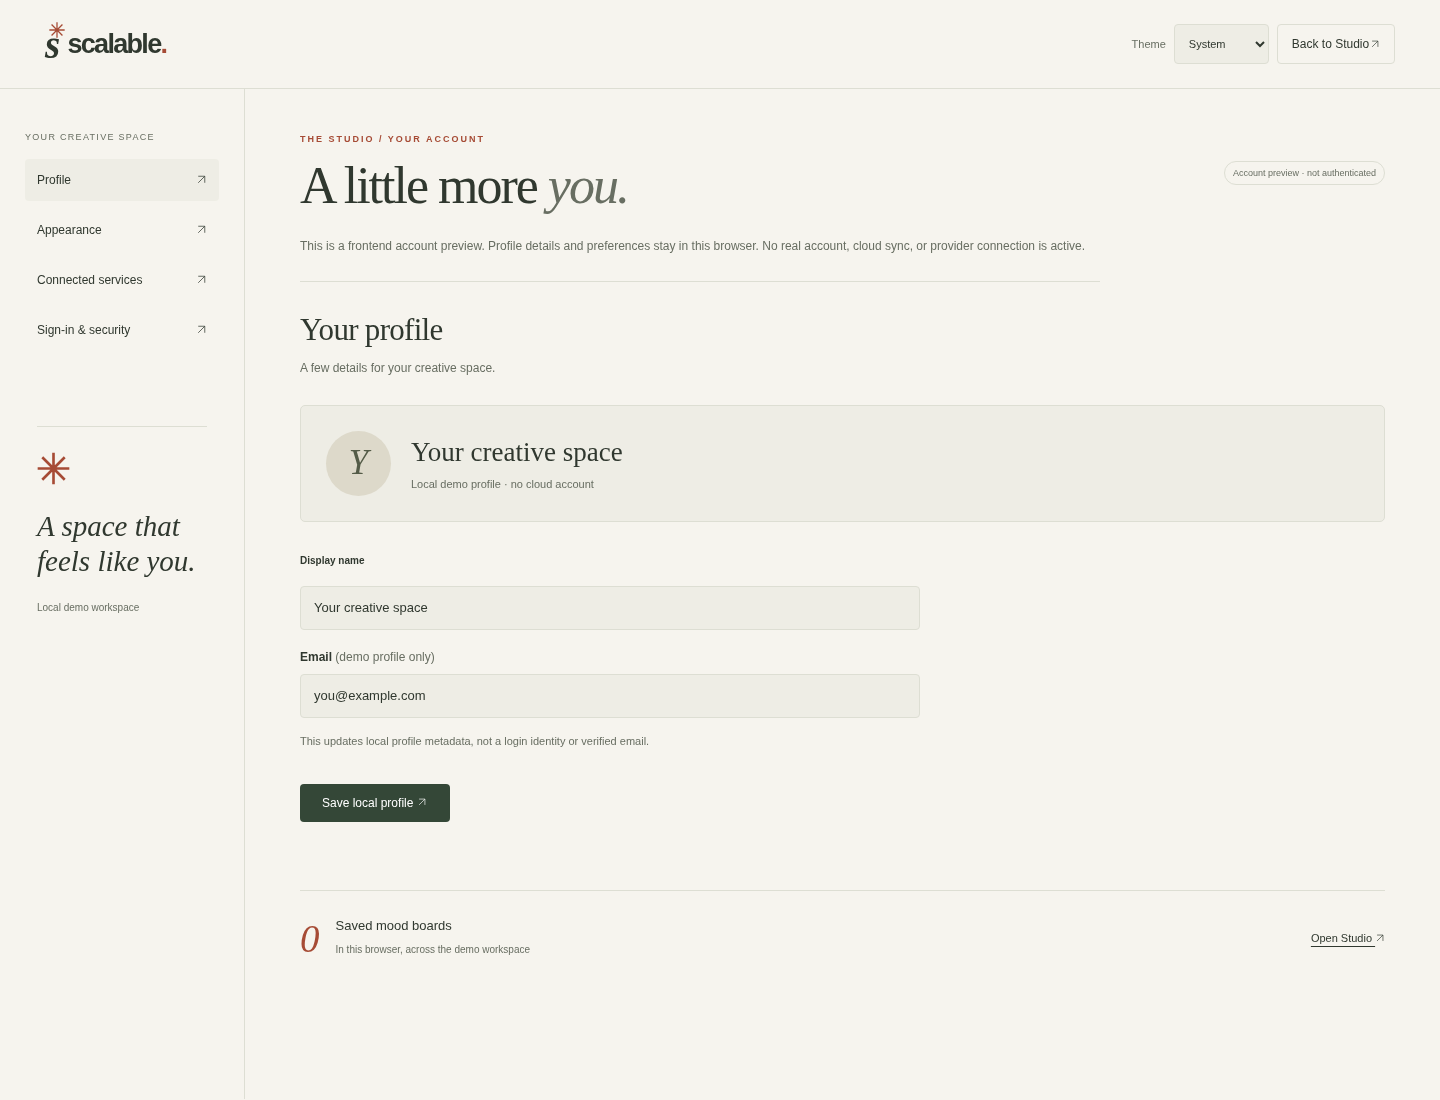 s scalable.
Theme
System
Back to Studio
YOUR CREATIVE SPACE
Profile
Appearance
Connected services
Sign-in & security
A space that
feels like you.
Local demo workspace
THE STUDIO / YOUR ACCOUNT
A little more you.
Account preview · not authenticated
This is a frontend account preview. Profile details and preferences stay in this browser. No real account, cloud sync, or provider connection is active.
Your profile
A few details for your creative space.
Y
Your creative space
Local demo profile · no cloud account
Display name
Your creative space
Email (demo profile only)
you@example.com
This updates local profile metadata, not a login identity or verified email.
Save local profile
0
Saved mood boards
In this browser, across the demo workspace
Open Studio